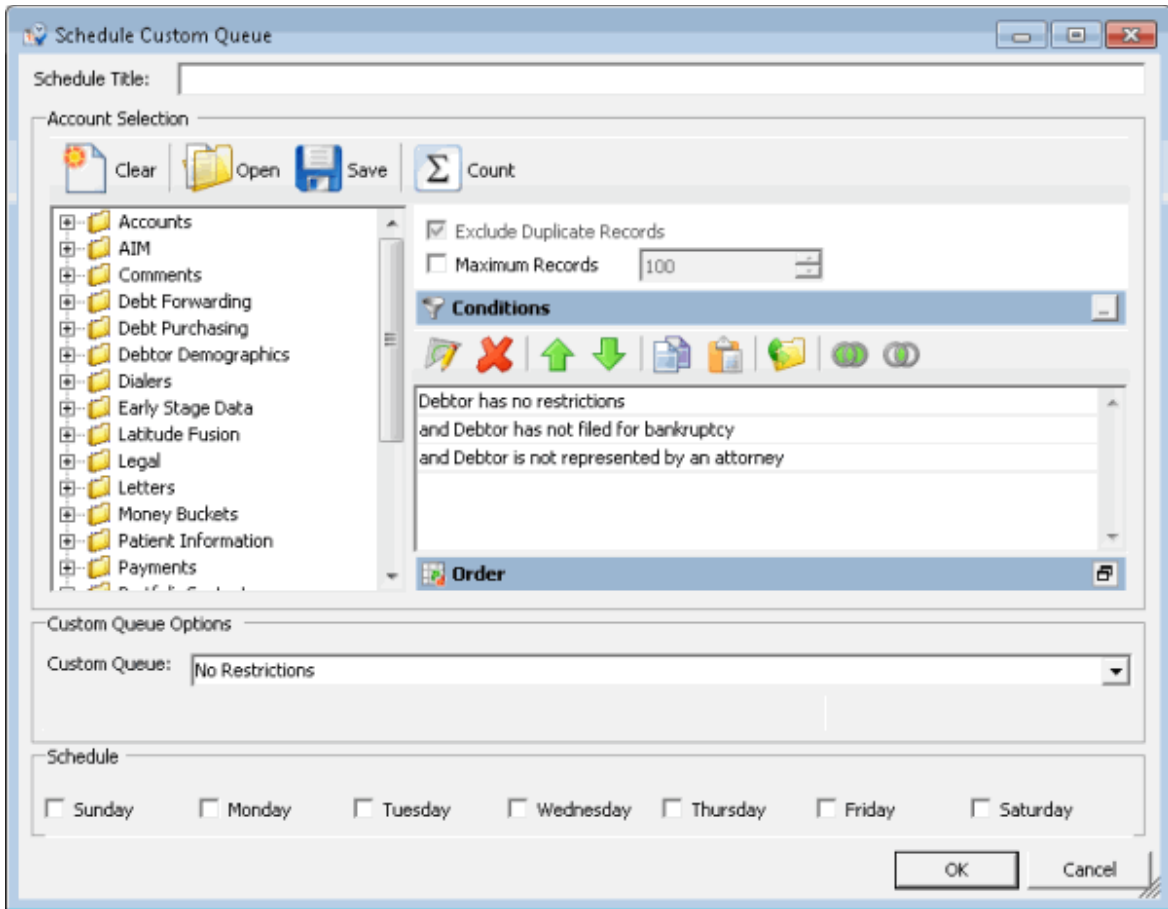 Schedule Custom Queue
Schedule Title:
Account Selection
Clear Open Save Count
Accounts
AIM
Comments
Debt Forwarding
Debt Purchasing
Debtor Demographics
Dialers
Early Stage Data
Latitude Fusion
Legal
Letters
Money Buckets
Patient Information
Payments
Exclude Duplicate Records
Maximum Records 100
Conditions
Debtor has no restrictions
and Debtor has not filed for bankruptcy
and Debtor is not represented by an attorney
Order
Custom Queue Options
Custom Queue: No Restrictions
Schedule
Sunday Monday Tuesday Wednesday Thursday Friday Saturday
OK Cancel